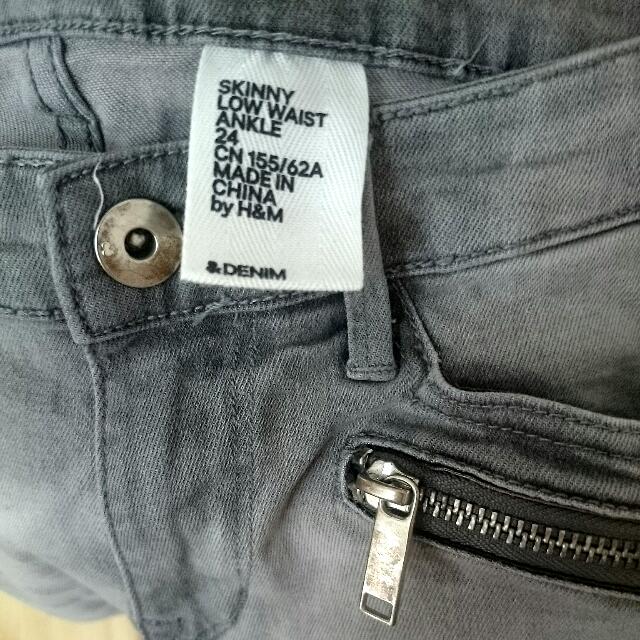 SKINNY
LOW WAIST
ANKLE
24
CN 155/62A
MADE IN
CHINA
by H&M
& DENIM